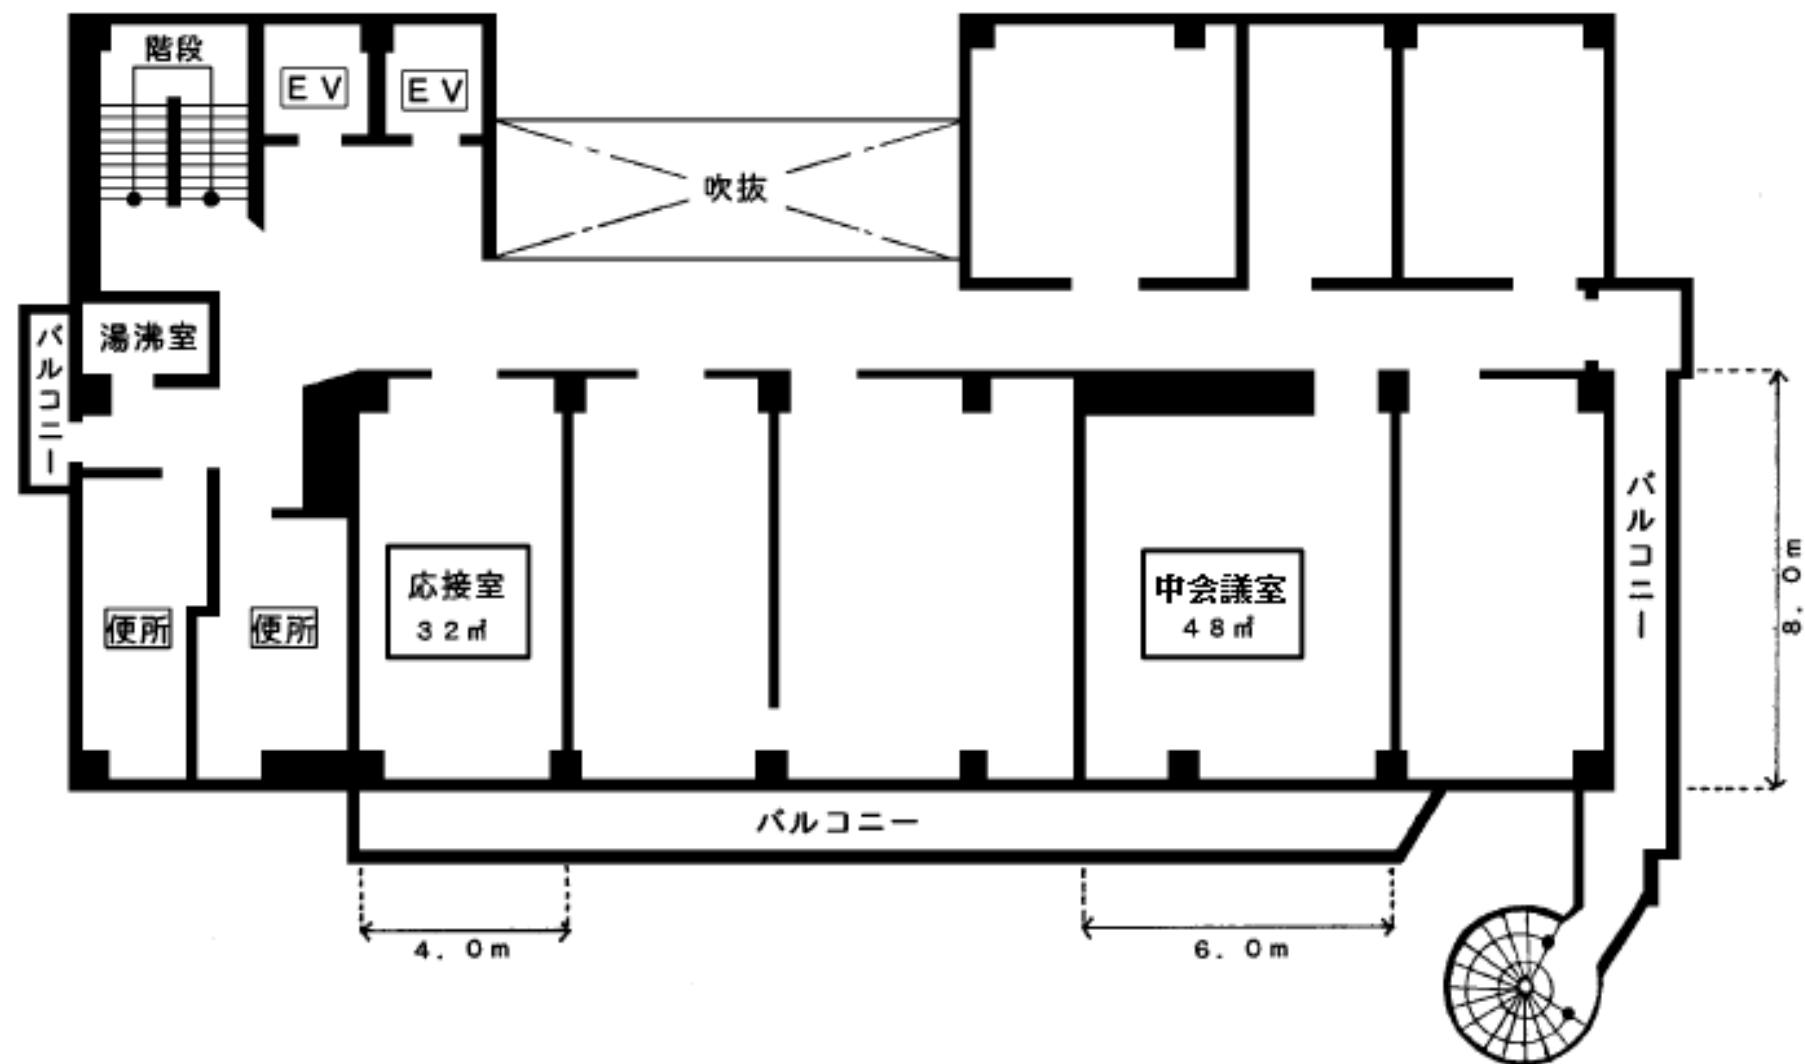 階段
ＥＶ
ＥＶ
吹抜
湯沸室
バルコニー
応接室
３２㎡
中会議室
４８㎡
バルコニー
８．０ｍ
便所
便所
バルコニー
４．０ｍ
６．０ｍ